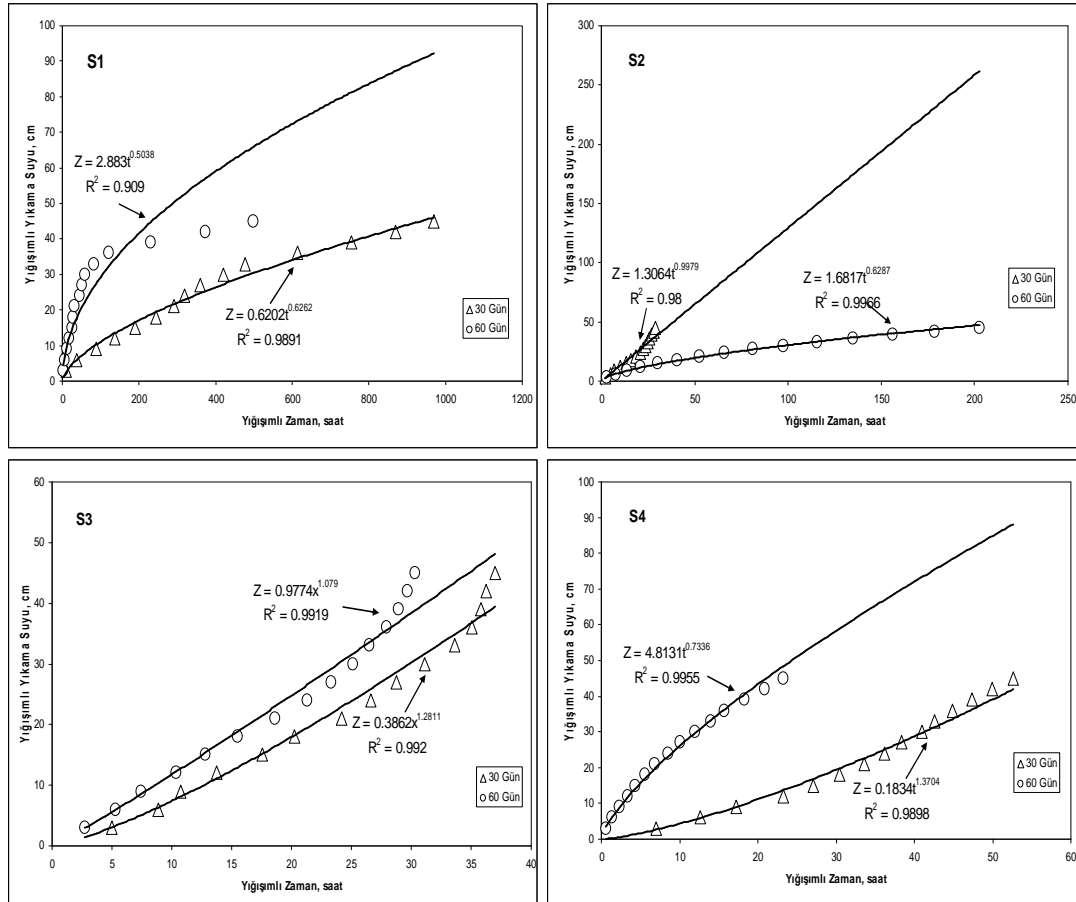 S1
Yığışımlı Yıkama Suyu, cm
100
90
80
70
60
50
40
30
20
10
0
Z = 2.883t^0.5038
R² = 0.909
Z = 0.6202t^0.6262
R² = 0.9891
30 Gün
60 Gün
0 200 400 600 800 1000 1200
Yığışımlı Zaman, saat
S2
Yığışımlı Yıkama Suyu, cm
300
250
200
150
100
50
0
Z = 1.3064t^0.9979
R² = 0.98
Z = 1.6817t^0.6287
R² = 0.9966
30 Gün
60 Gün
0 50 100 150 200 250
Yığışımlı Zaman, saat
S3
Yığışımlı Yıkama Suyu, cm
60
50
40
30
20
10
0
Z = 0.9774x^1.079
R² = 0.9919
Z = 0.3862x^1.2811
R² = 0.992
30 Gün
60 Gün
0 5 10 15 20 25 30 35 40
Yığışımlı Zaman, saat
S4
Yığışımlı Yıkama Suyu, cm
100
90
80
70
60
50
40
30
20
10
0
Z = 4.8131t^0.7336
R² = 0.9955
Z = 0.1834t^1.3704
R² = 0.9898
30 Gün
60 Gün
0 10 20 30 40 50 60
Yığışımlı Zaman, saat